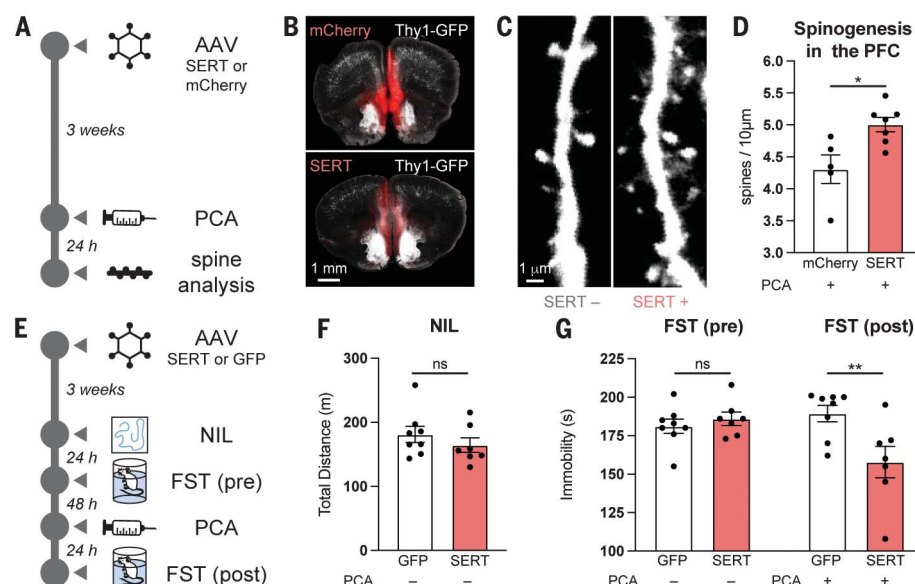 A
AAV
SERT or
mCherry
3 weeks
PCA
24 h
spine
analysis
B
mCherry Thy1-GFP
SERT Thy1-GFP
1 mm
C
1 µm
SERT – SERT +
D
Spinogenesis
in the PFC
*
spines / 10µm
6.0
5.5
5.0
4.5
4.0
3.5
3.0
mCherry SERT
PCA + +
E
AAV
SERT or GFP
3 weeks
NIL
24 h
FST (pre)
48 h
PCA
24 h
FST (post)
F
NIL
ns
Total Distance (m)
300
200
100
0
GFP SERT
PCA – –
G
FST (pre) FST (post)
ns **
Immobility (s)
225
200
175
150
125
100
GFP SERT GFP SERT
PCA – – + +